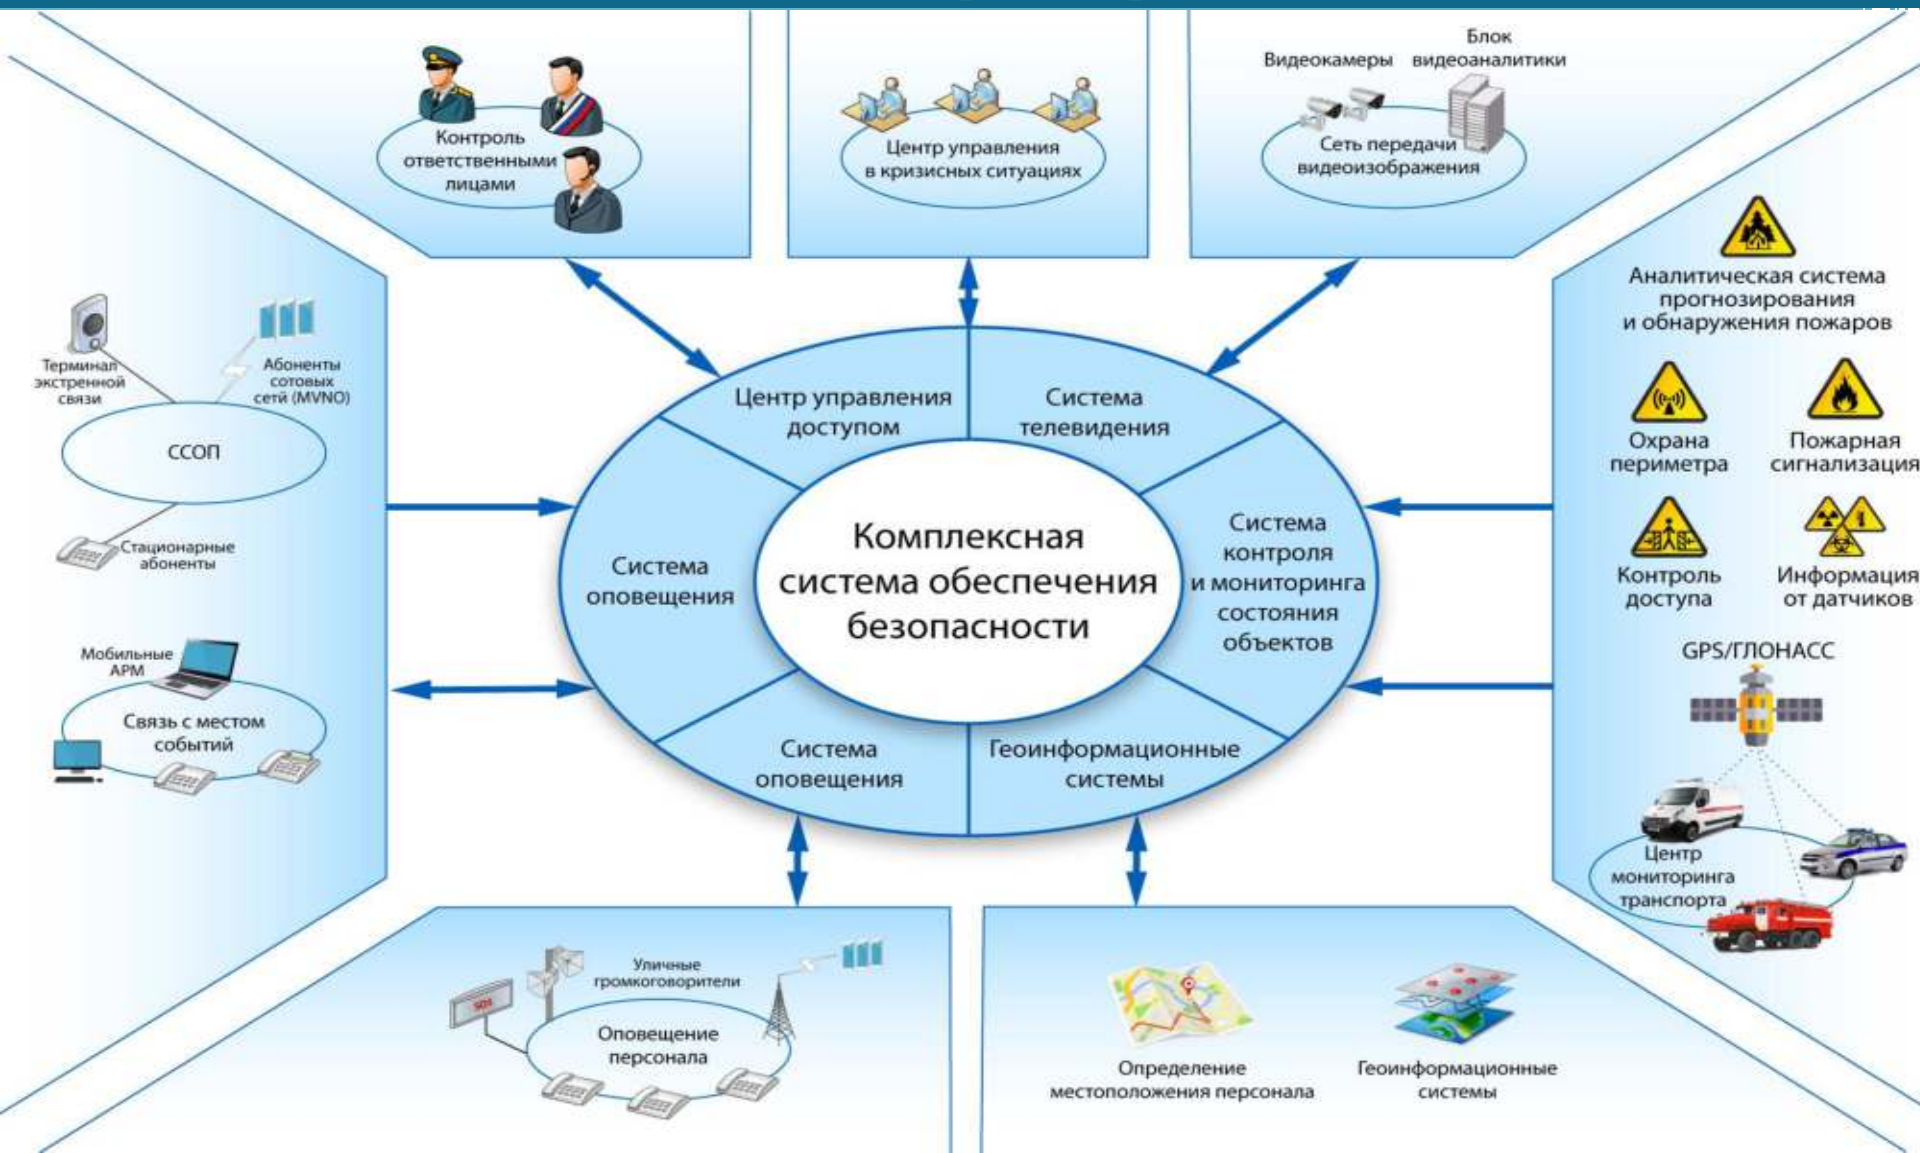 Контроль
ответственными
лицами
Центр управления
в кризисных ситуациях
Видеокамеры
Блок
видеоаналитики
Сеть передачи
видеоизображения
Терминал
экстренной
связи
Абоненты
сотовых
сетй (MVNO)
ССОП
Стационарные
абоненты
Мобильные
АРМ
Связь с местом
событий
Центр управления
доступом
Система
телевидения
Система
оповещения
Комплексная
система обеспечения
безопасности
Система
контроля
и мониторинга
состояния
объектов
Система
оповещения
Геоинформационные
системы
Аналитическая система
прогнозирования
и обнаружения пожаров
Охрана
периметра
Пожарная
сигнализация
Контроль
доступа
Информация
от датчиков
GPS/ГЛОНАСС
Центр
мониторинга
транспорта
Уличные
громкоговорители
SOS
Оповещение
персонала
Определение
местоположения персонала
Геоинформационные
системы